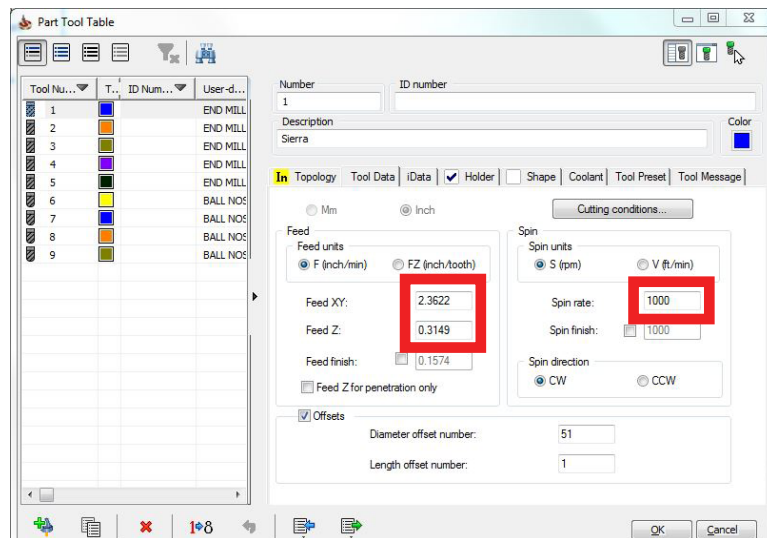 Part Tool Table
Tool Nu... T.. ID Num... User-d...
1 END MILL
2 END MILL
3 END MILL
4 END MILL
5 END MILL
6 BALL NOS
7 BALL NOS
8 BALL NOS
9 BALL NOS
1 8
Number ID number
1
Description Color
Sierra
In Topology Tool Data iData Holder Shape Coolant Tool Preset Tool Message
Mm Inch Cutting conditions...
Feed
Feed units
F (inch/min) FZ (inch/tooth)
Feed XY: 2.3622
Feed Z: 0.3149
Feed finish: 0.1574
Feed Z for penetration only
Spin
Spin units
S (rpm) V (ft/min)
Spin rate: 1000
Spin finish: 1000
Spin direction
CW CCW
Offsets
Diameter offset number: 51
Length offset number: 1
OK Cancel